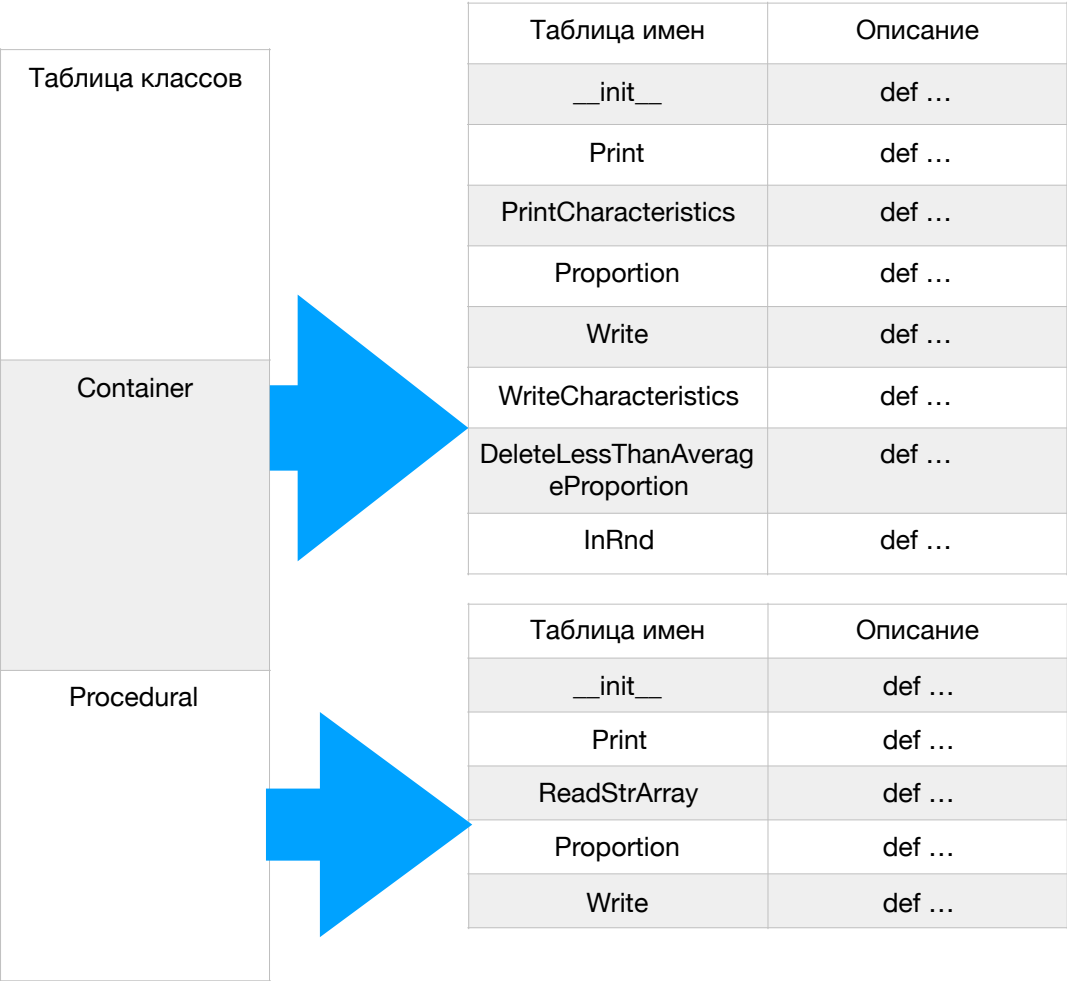 Таблица классов
Container
Procedural
Таблица имен Описание
__init__ def …
Print def …
PrintCharacteristics def …
Proportion def …
Write def …
WriteCharacteristics def …
DeleteLessThanAverag def …
eProportion
InRnd def …
Таблица имен Описание
__init__ def …
Print def …
ReadStrArray def …
Proportion def …
Write def …